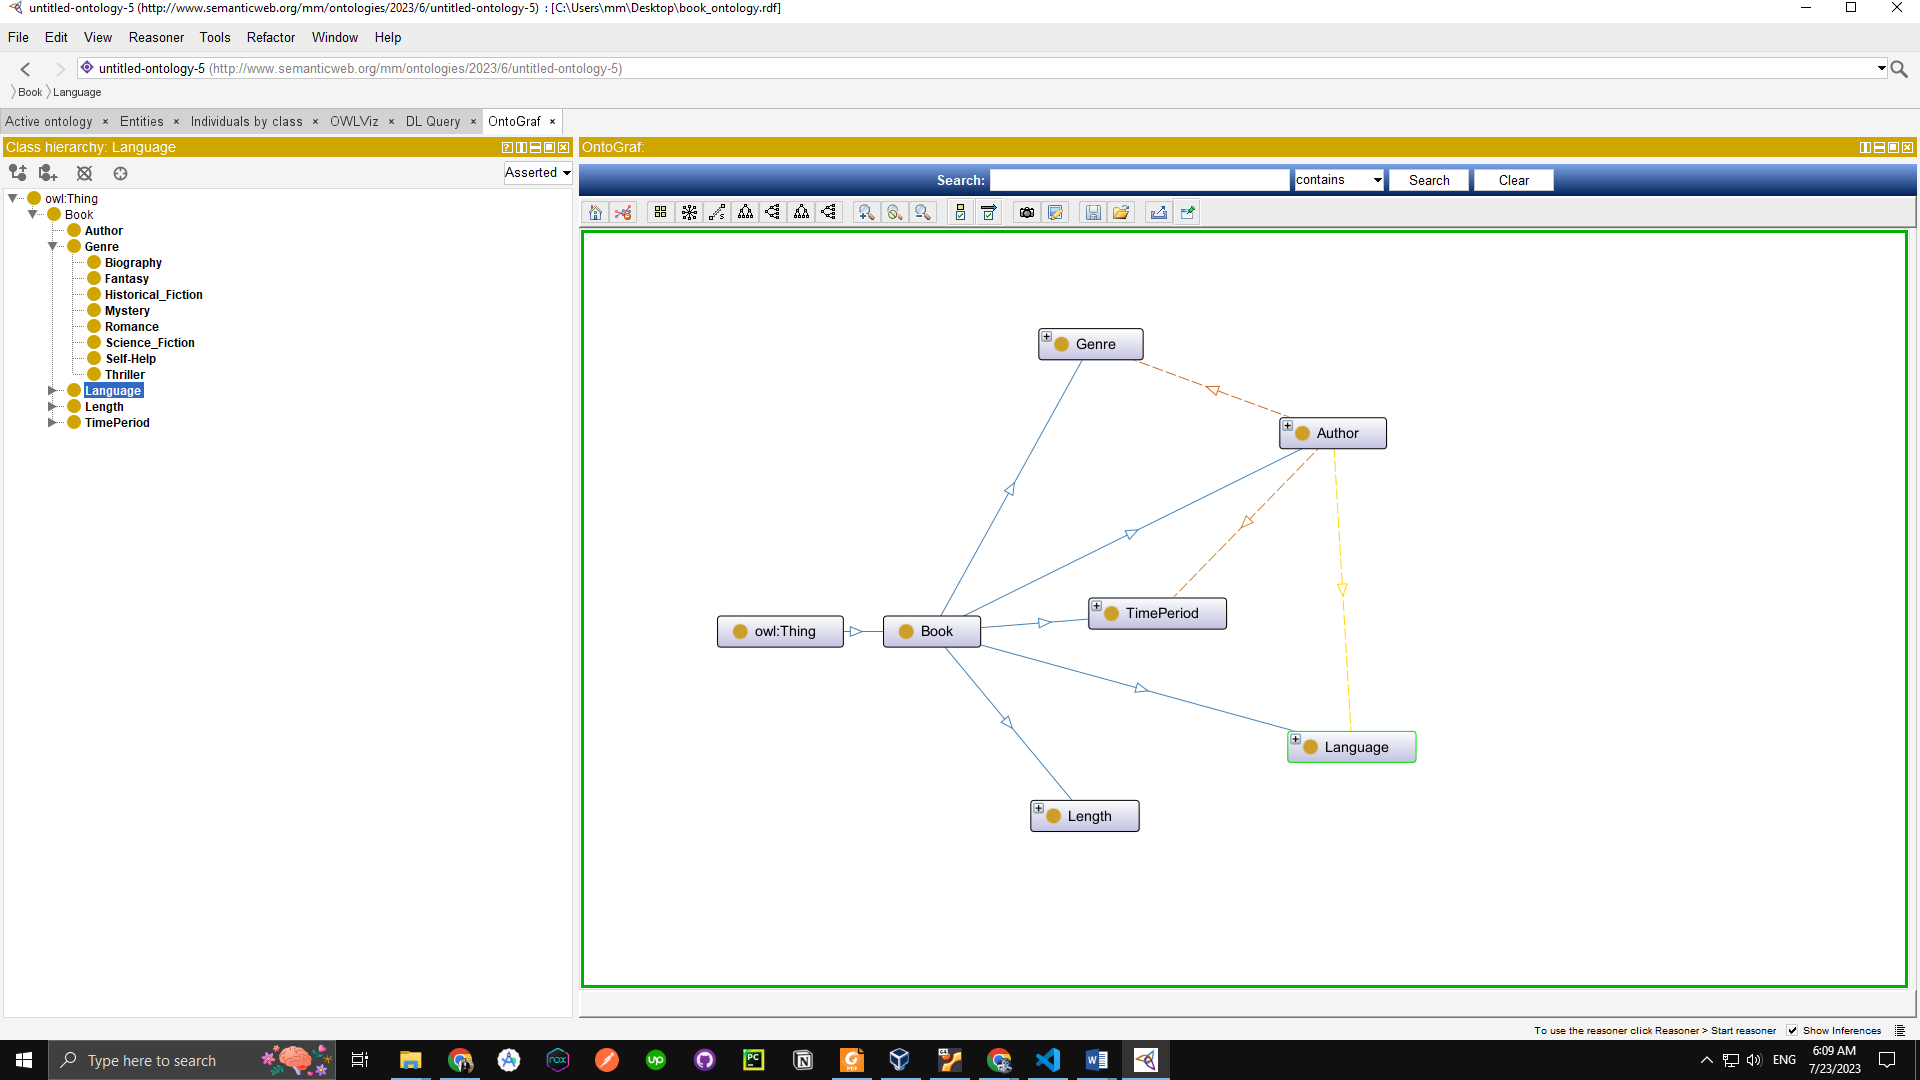 untitled-ontology-5 (http://www.semanticweb.org/mm/ontologies/2023/6/untitled-ontology-5) : [C:\Users\mm\Desktop\book_ontology.rdf]
File Edit View Reasoner Tools Refactor Window Help
untitled-ontology-5 (http://www.semanticweb.org/mm/ontologies/2023/6/untitled-ontology-5)
Book Language
Active ontology × Entities × Individuals by class × OWLViz × DL Query × OntoGraf ×
Class hierarchy: Language
Asserted
owl:Thing
Book
Author
Genre
Biography
Fantasy
Historical_Fiction
Mystery
Romance
Science_Fiction
Self-Help
Thriller
Language
Length
TimePeriod
OntoGraf:
Search: contains Search Clear
Genre
Author
TimePeriod
owl:Thing
Book
Language
Length
To use the reasoner click Reasoner > Start reasoner Show Inferences
Type here to search
ENG
6:09 AM
7/23/2023